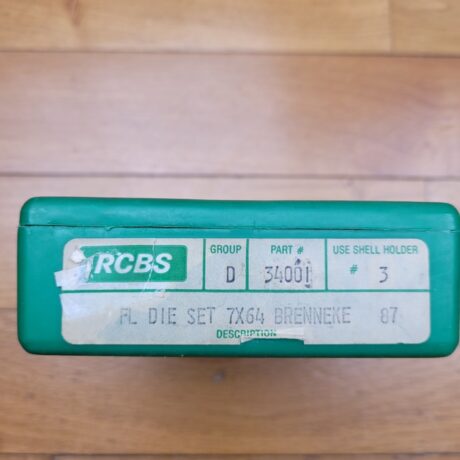 RCBS
GROUP PART # USE SHELL HOLDER
D 34001 # 3
FL DIE SET 7X64 BRENNEKE 87
DESCRIPTION